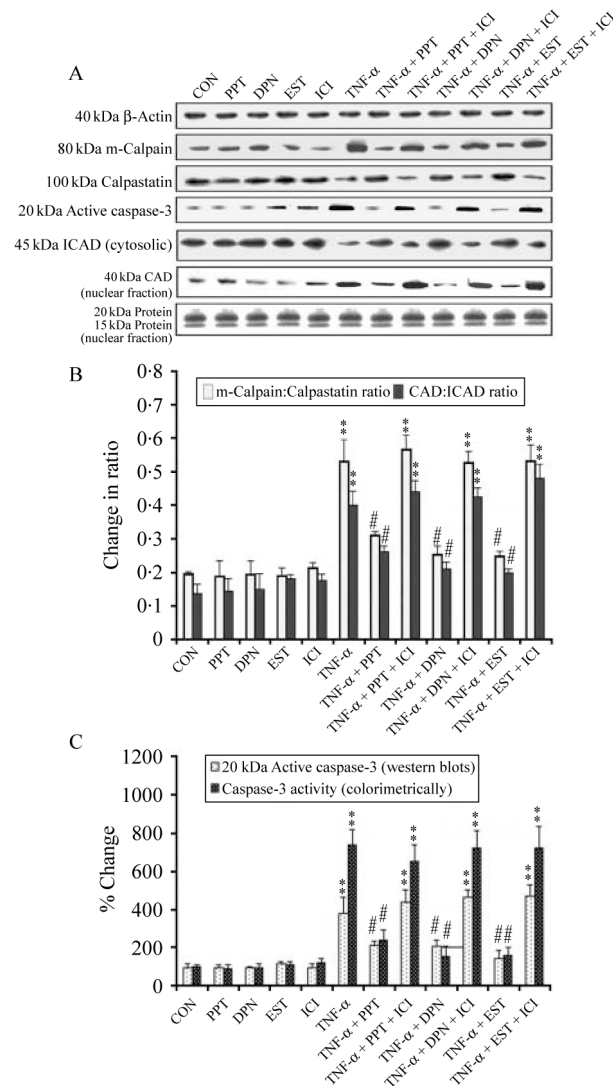 A
CON
PPT
DPN
EST
ICI
TNF-α
TNF-α + PPT
TNF-α + PPT + ICI
TNF-α + DPN
TNF-α + DPN + ICI
TNF-α + EST
TNF-α + EST + ICI
40 kDa β-Actin
80 kDa m-Calpain
100 kDa Calpastatin
20 kDa Active caspase-3
45 kDa ICAD (cytosolic)
40 kDa CAD
(nuclear fraction)
20 kDa Protein
15 kDa Protein
(nuclear fraction)
B
m-Calpain:Calpastatin ratio
CAD:ICAD ratio
Change in ratio
0·8
0·7
0·6
0·5
0·4
0·3
0·2
0·1
0
**
**
#
#
**
**
#
#
**
**
#
#
**
**
CON
PPT
DPN
EST
ICI
TNF-α
TNF-α + PPT
TNF-α + PPT + ICI
TNF-α + DPN
TNF-α + DPN + ICI
TNF-α + EST
TNF-α + EST + ICI
C
20 kDa Active caspase-3 (western blots)
Caspase-3 activity (colorimetrically)
% Change
1200
1000
800
600
400
200
0
**
**
#
#
**
**
#
#
**
**
##
**
**
CON
PPT
DPN
EST
ICI
TNF-α
TNF-α + PPT
TNF-α + PPT + ICI
TNF-α + DPN
TNF-α + DPN + ICI
TNF-α + EST
TNF-α + EST + ICI